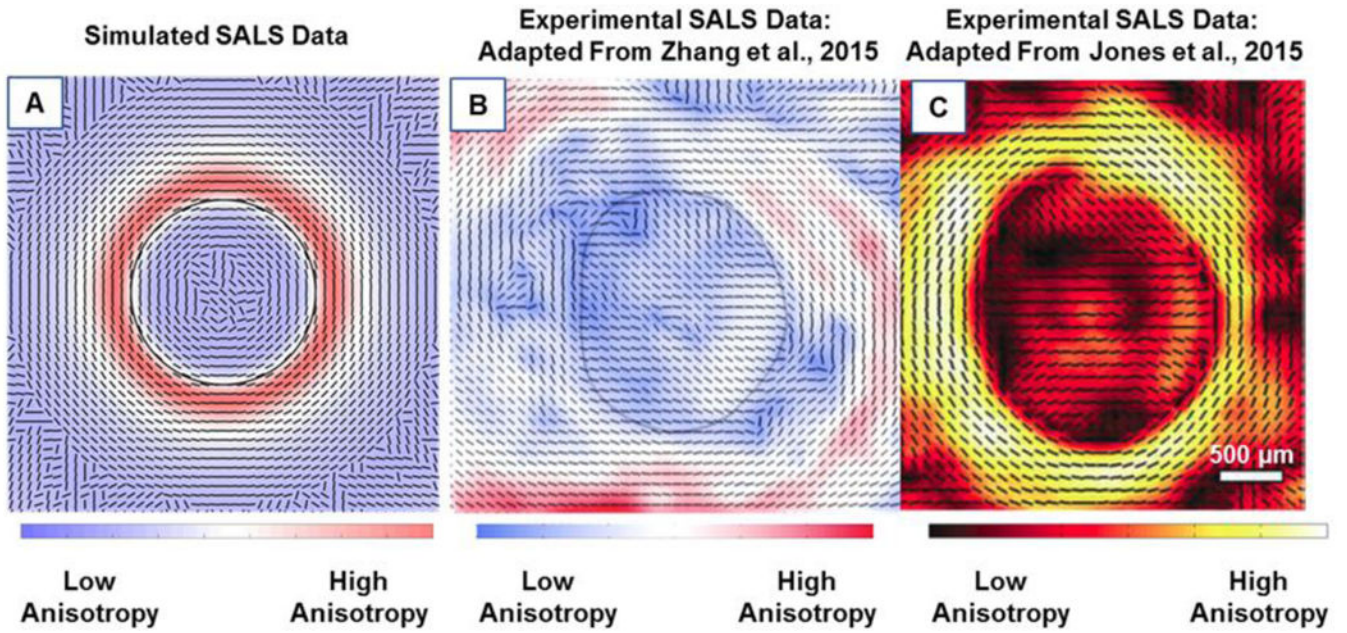 Simulated SALS Data
Experimental SALS Data:
Adapted From Zhang et al., 2015
Experimental SALS Data:
Adapted From Jones et al., 2015
A
B
C
500 µm
Low
Anisotropy
High
Anisotropy
Low
Anisotropy
High
Anisotropy
Low
Anisotropy
High
Anisotropy